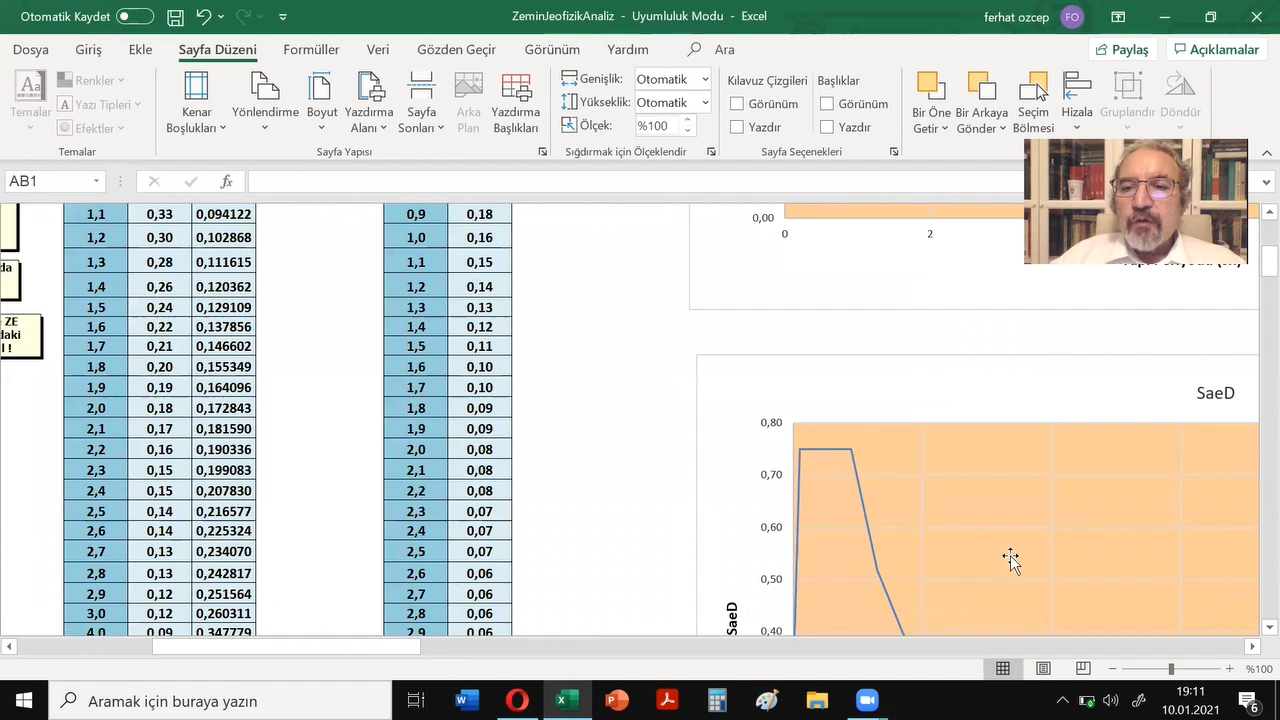 Otomatik Kaydet
ZeminJeofizikAnaliz - Uyumluluk Modu - Excel
ferhat ozcep
FO
Dosya Giriş Ekle Sayfa Düzeni Formüller Veri Gözden Geçir Görünüm Yardım Ara
Paylaş
Açıklamalar
Aa
Temalar
Renkler
Yazı Tipleri
Efektler
Temalar
Kenar
Boşlukları
Yönlendirme
Boyut
Yazdırma
Alanı
Sayfa
Sonları
Arka
Plan
Yazdırma
Başlıkları
Sayfa Yapısı
Genişlik: Otomatik
Yükseklik: Otomatik
Ölçek: %100
Sığdırmak için Ölçeklendir
Kılavuz Çizgileri
Görünüm
Yazdır
Başlıklar
Görünüm
Yazdır
Sayfa Seçenekleri
Bir Öne
Getir
Bir Arkaya
Gönder
Seçim
Bölmesi
Hizala
Gruplandır
Döndür
AB1
fx
da
ZE
daki
!
1,1 0,33 0,094122
1,2 0,30 0,102868
1,3 0,28 0,111615
1,4 0,26 0,120362
1,5 0,24 0,129109
1,6 0,22 0,137856
1,7 0,21 0,146602
1,8 0,20 0,155349
1,9 0,19 0,164096
2,0 0,18 0,172843
2,1 0,17 0,181590
2,2 0,16 0,190336
2,3 0,15 0,199083
2,4 0,15 0,207830
2,5 0,14 0,216577
2,6 0,14 0,225324
2,7 0,13 0,234070
2,8 0,13 0,242817
2,9 0,12 0,251564
3,0 0,12 0,260311
4,0 0,09 0,347779
0,9 0,18
1,0 0,16
1,1 0,15
1,2 0,14
1,3 0,13
1,4 0,12
1,5 0,11
1,6 0,10
1,7 0,10
1,8 0,09
1,9 0,09
2,0 0,08
2,1 0,08
2,2 0,08
2,3 0,07
2,4 0,07
2,5 0,07
2,6 0,06
2,7 0,06
2,8 0,06
2,9 0,06
0,00
0 2
SaeD
0,80
0,70
0,60
0,50
0,40
SaeD
%100
Aramak için buraya yazın
19:11
10.01.2021
6